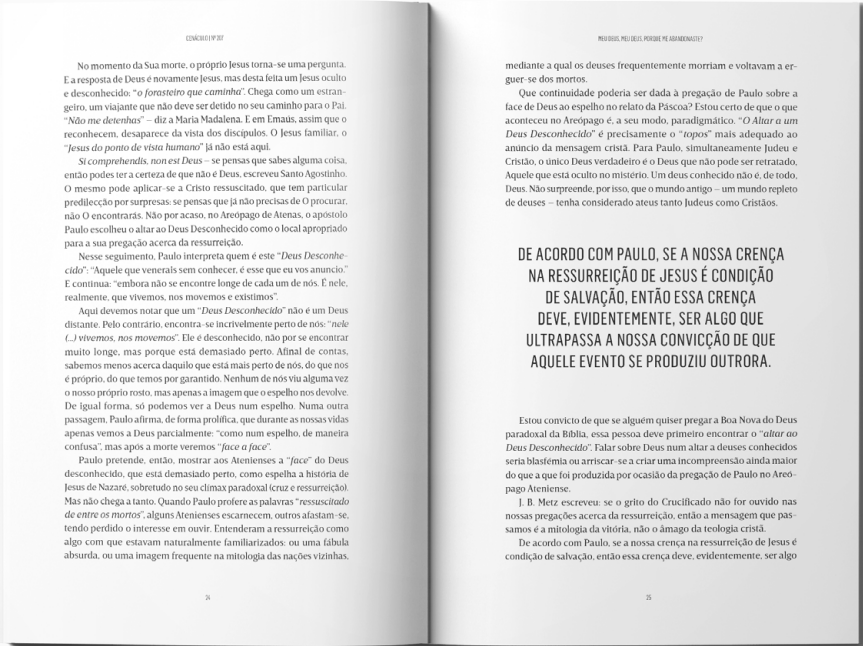 CENÁCULO | Nº 207
No momento da Sua morte, o próprio Jesus torna-se uma pergunta.
E a resposta de Deus é novamente Jesus, mas desta feita um Jesus oculto
e desconhecido: “o forasteiro que caminha”. Chega como um estran-
geiro, um viajante que não deve ser detido no seu caminho para o Pai.
“Não me detenhas” – diz a Maria Madalena. E em Emaús, assim que o
reconhecem, desaparece da vista dos discípulos. O Jesus familiar, o
“Jesus do ponto de vista humano” já não está aqui.
Si comprehendis, non est Deus – se pensas que sabes alguma coisa,
então podes ter a certeza de que não é Deus, escreveu Santo Agostinho.
O mesmo pode aplicar-se a Cristo ressuscitado, que tem particular
predilecção por surpresas: se pensas que já não precisas de O procurar,
não O encontrarás. Não por acaso, no Areópago de Atenas, o apóstolo
Paulo escolheu o altar ao Deus Desconhecido como o local apropriado
para a sua pregação acerca da ressurreição.
Nesse seguimento, Paulo interpreta quem é este “Deus Desconhe-
cido”: “Aquele que venerais sem conhecer, é esse que eu vos anuncio.”
E continua: “embora não se encontre longe de cada um de nós. É nele,
realmente, que vivemos, nos movemos e existimos”.
Aqui devemos notar que um “Deus Desconhecido” não é um Deus
distante. Pelo contrário, encontra-se incrivelmente perto de nós: “nele
(...) vivemos, nos movemos”. Ele é desconhecido, não por se encontrar
muito longe, mas porque está demasiado perto. Afinal de contas,
sabemos menos acerca daquilo que está mais perto de nós, do que nos
é próprio, do que temos por garantido. Nenhum de nós viu alguma vez
o nosso próprio rosto, mas apenas a imagem que o espelho nos devolve.
De igual forma, só podemos ver a Deus num espelho. Numa outra
passagem, Paulo afirma, de forma prolífica, que durante as nossas vidas
apenas vemos a Deus parcialmente: “como num espelho, de maneira
confusa”, mas após a morte veremos “face a face”.
Paulo pretende, então, mostrar aos Atenienses a “face” do Deus
desconhecido, que está demasiado perto, como espelha a história de
Jesus de Nazaré, sobretudo no seu clímax paradoxal (cruz e ressurreição).
Mas não chega a tanto. Quando Paulo profere as palavras “ressuscitado
de entre os mortos”, alguns Atenienses escarnecem, outros afastam-se,
tendo perdido o interesse em ouvir. Entenderam a ressurreição como
algo com que estavam naturalmente familiarizados: ou uma fábula
absurda, ou uma imagem frequente na mitologia das nações vizinhas,
24
MEU DEUS, MEU DEUS, PORQUE ME ABANDONASTE?
mediante a qual os deuses frequentemente morriam e voltavam a er-
guer-se dos mortos.
Que continuidade poderia ser dada à pregação de Paulo sobre a
face de Deus ao espelho no relato da Páscoa? Estou certo de que o que
aconteceu no Areópago é, a seu modo, paradigmático. “O Altar a um
Deus Desconhecido” é precisamente o “topos” mais adequado ao
anúncio da mensagem cristã. Para Paulo, simultaneamente Judeu e
Cristão, o único Deus verdadeiro é o Deus que não pode ser retratado,
Aquele que está oculto no mistério. Um deus conhecido não é, de todo,
Deus. Não surpreende, por isso, que o mundo antigo – um mundo repleto
de deuses – tenha considerado ateus tanto Judeus como Cristãos.
DE ACORDO COM PAULO, SE A NOSSA CRENÇA
NA RESSURREIÇÃO DE JESUS É CONDIÇÃO
DE SALVAÇÃO, ENTÃO ESSA CRENÇA
DEVE, EVIDENTEMENTE, SER ALGO QUE
ULTRAPASSA A NOSSA CONVICÇÃO DE QUE
AQUELE EVENTO SE PRODUZIU OUTRORA.
Estou convicto de que se alguém quiser pregar a Boa Nova do Deus
paradoxal da Bíblia, essa pessoa deve primeiro encontrar o “altar ao
Deus Desconhecido”. Falar sobre Deus num altar a deuses conhecidos
seria blasfémia ou arriscar-se a criar uma incompreensão ainda maior
do que a que foi produzida por ocasião da pregação de Paulo no Areó-
pago Ateniense.
J. B. Metz escreveu: se o grito do Crucificado não for ouvido nas
nossas pregações acerca da ressurreição, então a mensagem que pas-
samos é a mitologia da vitória, não o âmago da teologia cristã.
De acordo com Paulo, se a nossa crença na ressurreição de Jesus é
condição de salvação, então essa crença deve, evidentemente, ser algo
25